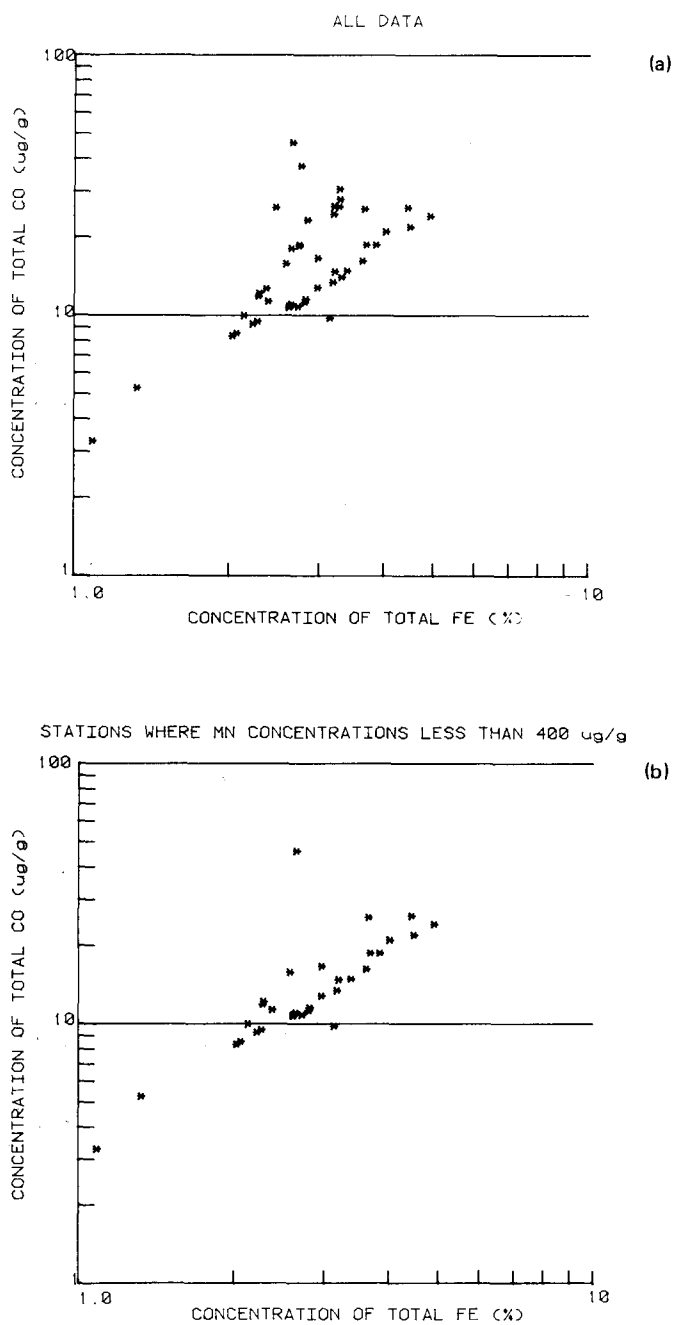 ALL DATA
(a)
100
10
1
CONCENTRATION OF TOTAL CO (ug/g)
1.0
10
CONCENTRATION OF TOTAL FE (%)
STATIONS WHERE MN CONCENTRATIONS LESS THAN 400 ug/g
(b)
100
10
1
CONCENTRATION OF TOTAL CO (ug/g)
1.0
10
CONCENTRATION OF TOTAL FE (%)